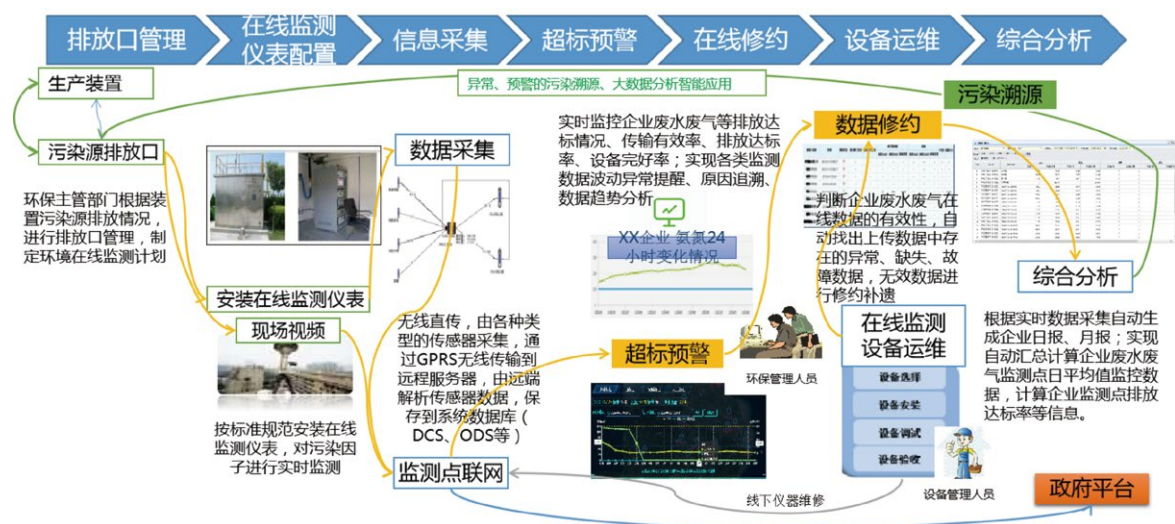 排放口管理
在线监测
仪表配置
信息采集
超标预警
在线修约
设备运维
综合分析
异常、预警的污染溯源、大数据分析智能应用
污染溯源
生产装置
污染源排放口
环保主管部门根据装
置污染源排放情况，
进行排放口管理，制
定环境在线监测计划
安装在线监测仪表
现场视频
按标准规范安装在线
监测仪表，对污染因
子进行实时监测
数据采集
无线直传，由各种类
型的传感器采集，通
过GPRS无线传输到
远程服务器，由远端
解析传感器数据，保
存到系统数据库（
DCS、ODS等）
监测点联网
实时监控企业废水废气等排放达
标情况、传输有效率、排放达标
率、设备完好率；实现各类监测
数据波动异常提醒、原因追溯、
数据趋势分析
XX企业 氨氮24
小时变化情况
超标预警
环保管理人员
数据修约
判断企业废水废气在
线数据的有效性，自
动找出上传数据中存
在的异常、缺失、故
障数据，无效数据进
行修约补遗
在线监测
设备运维
设备选择
设备安装
设备调试
设备验收
设备管理人员
线下仪器维修
综合分析
根据实时数据采集自动生
成企业日报、月报；实现
自动汇总计算企业废水废
气监测点日平均值监控数
据，计算企业监测点排放
达标率等信息。
政府平台